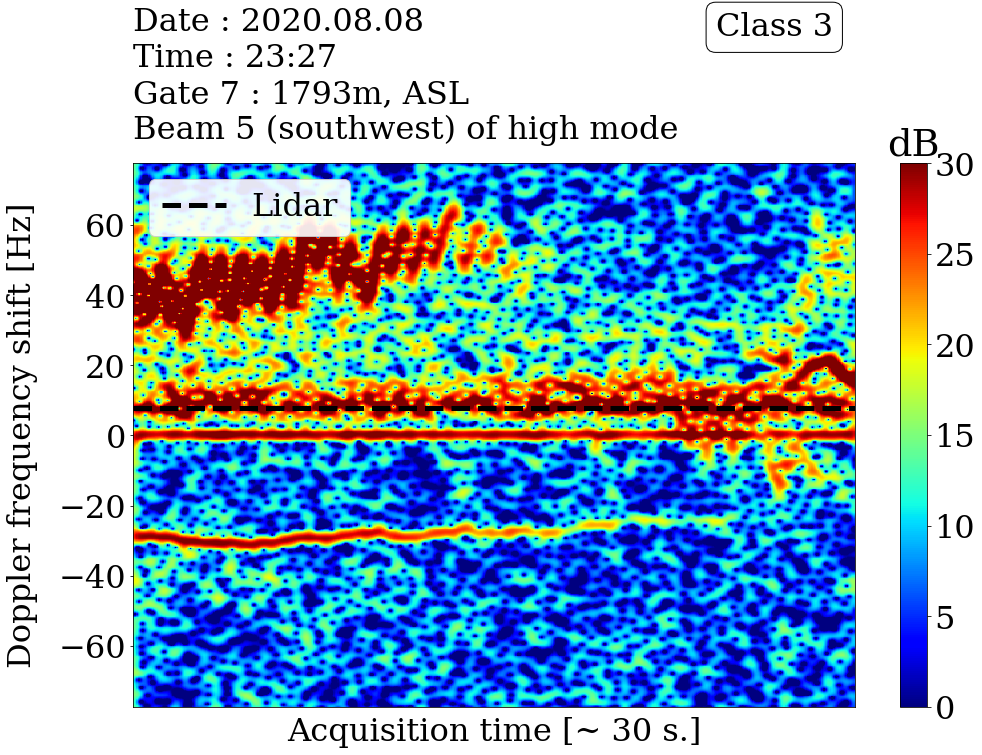 Date : 2020.08.08
Class 3
Time : 23:27
Gate 7 : 1793m, ASL
Beam 5 (southwest) of high mode
dB
Lidar
Doppler frequency shift [Hz]
60
40
20
0
−20
−40
−60
30
25
20
15
10
5
0
Acquisition time [~ 30 s.]